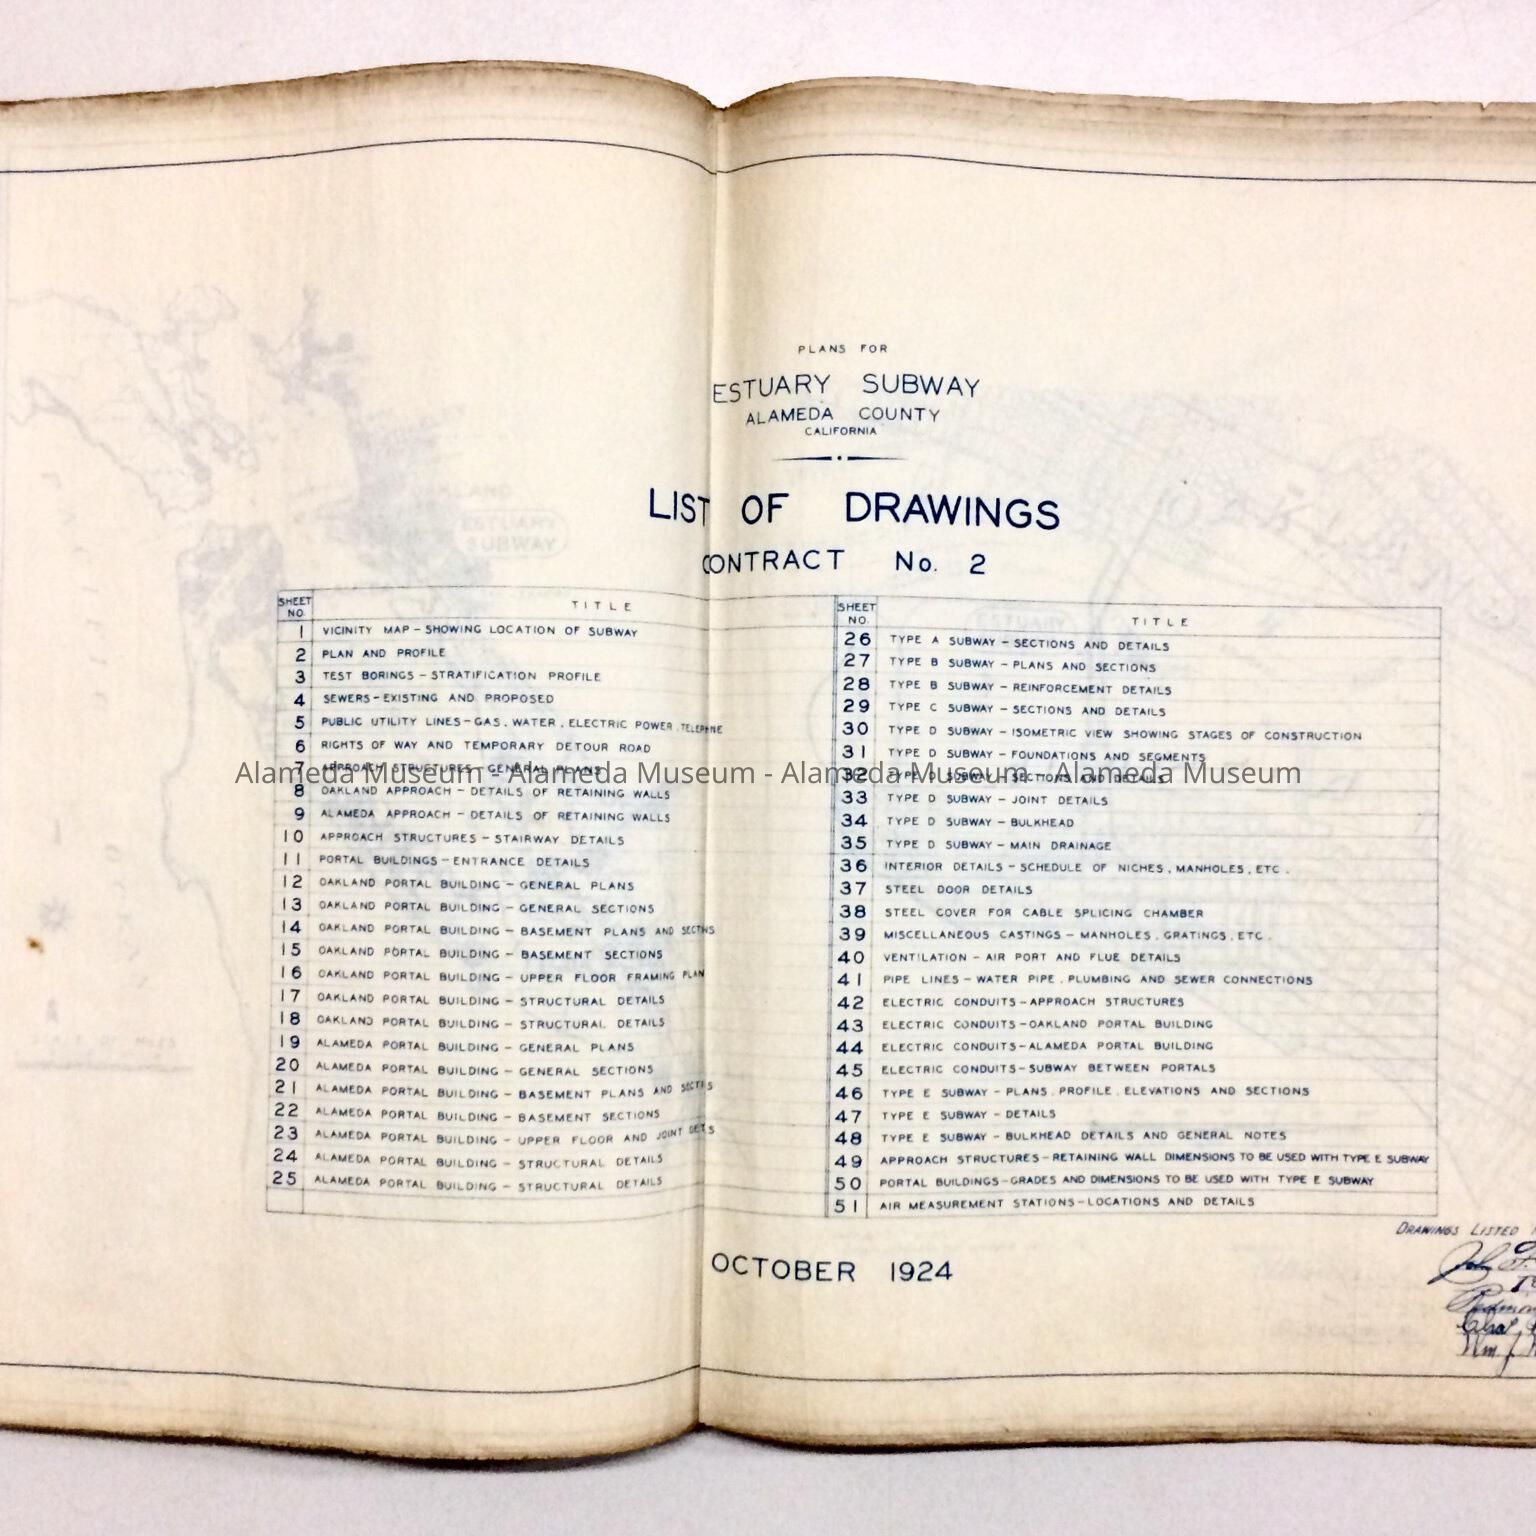 PLANS FOR
ESTUARY SUBWAY
ALAMEDA COUNTY
CALIFORNIA
LIST OF DRAWINGS
CONTRACT No. 2
SHEET NO. TITLE
1 VICINITY MAP - SHOWING LOCATION OF SUBWAY
2 PLAN AND PROFILE
3 TEST BORINGS - STRATIFICATION PROFILE
4 SEWERS - EXISTING AND PROPOSED
5 PUBLIC UTILITY LINES - GAS, WATER, ELECTRIC POWER, TELEPHONE
6 RIGHTS OF WAY AND TEMPORARY DETOUR ROAD
7 APPROACH STRUCTURES - GENERAL PLANS
8 OAKLAND APPROACH - DETAILS OF RETAINING WALLS
9 ALAMEDA APPROACH - DETAILS OF RETAINING WALLS
10 APPROACH STRUCTURES - STAIRWAY DETAILS
11 PORTAL BUILDINGS - ENTRANCE DETAILS
12 OAKLAND PORTAL BUILDING - GENERAL PLANS
13 OAKLAND PORTAL BUILDING - GENERAL SECTIONS
14 OAKLAND PORTAL BUILDING - BASEMENT PLANS AND SECTIONS
15 OAKLAND PORTAL BUILDING - BASEMENT SECTIONS
16 OAKLAND PORTAL BUILDING - UPPER FLOOR FRAMING PLAN
17 OAKLAND PORTAL BUILDING - STRUCTURAL DETAILS
18 OAKLAND PORTAL BUILDING - STRUCTURAL DETAILS
19 ALAMEDA PORTAL BUILDING - GENERAL PLANS
20 ALAMEDA PORTAL BUILDING - GENERAL SECTIONS
21 ALAMEDA PORTAL BUILDING - BASEMENT PLANS AND SECTIONS
22 ALAMEDA PORTAL BUILDING - BASEMENT SECTIONS
23 ALAMEDA PORTAL BUILDING - UPPER FLOOR AND JOINT DETAILS
24 ALAMEDA PORTAL BUILDING - STRUCTURAL DETAILS
25 ALAMEDA PORTAL BUILDING - STRUCTURAL DETAILS
SHEET NO. TITLE
26 TYPE A SUBWAY - SECTIONS AND DETAILS
27 TYPE B SUBWAY - PLANS AND SECTIONS
28 TYPE B SUBWAY - REINFORCEMENT DETAILS
29 TYPE C SUBWAY - SECTIONS AND DETAILS
30 TYPE D SUBWAY - ISOMETRIC VIEW SHOWING STAGES OF CONSTRUCTION
31 TYPE D SUBWAY - FOUNDATIONS AND SEGMENTS
32 TYPE D SUBWAY - SECTIONS AND DETAILS
33 TYPE D SUBWAY - JOINT DETAILS
34 TYPE D SUBWAY - BULKHEAD
35 TYPE D SUBWAY - MAIN DRAINAGE
36 INTERIOR DETAILS - SCHEDULE OF NICHES, MANHOLES, ETC.
37 STEEL DOOR DETAILS
38 STEEL COVER FOR CABLE SPLICING CHAMBER
39 MISCELLANEOUS CASTINGS - MANHOLES, GRATINGS, ETC.
40 VENTILATION - AIR PORT AND FLUE DETAILS
41 PIPE LINES - WATER PIPE, PLUMBING AND SEWER CONNECTIONS
42 ELECTRIC CONDUITS - APPROACH STRUCTURES
43 ELECTRIC CONDUITS - OAKLAND PORTAL BUILDING
44 ELECTRIC CONDUITS - ALAMEDA PORTAL BUILDING
45 ELECTRIC CONDUITS - SUBWAY BETWEEN PORTALS
46 TYPE E SUBWAY - PLANS, PROFILE, ELEVATIONS AND SECTIONS
47 TYPE E SUBWAY - DETAILS
48 TYPE E SUBWAY - BULKHEAD DETAILS AND GENERAL NOTES
49 APPROACH STRUCTURES - RETAINING WALL DIMENSIONS TO BE USED WITH TYPE E SUBWAY
50 PORTAL BUILDINGS - GRADES AND DIMENSIONS TO BE USED WITH TYPE E SUBWAY
51 AIR MEASUREMENT STATIONS - LOCATIONS AND DETAILS
Alameda Museum - Alameda Museum - Alameda Museum - Alameda Museum
OCTOBER 1924
DRAWINGS LISTED